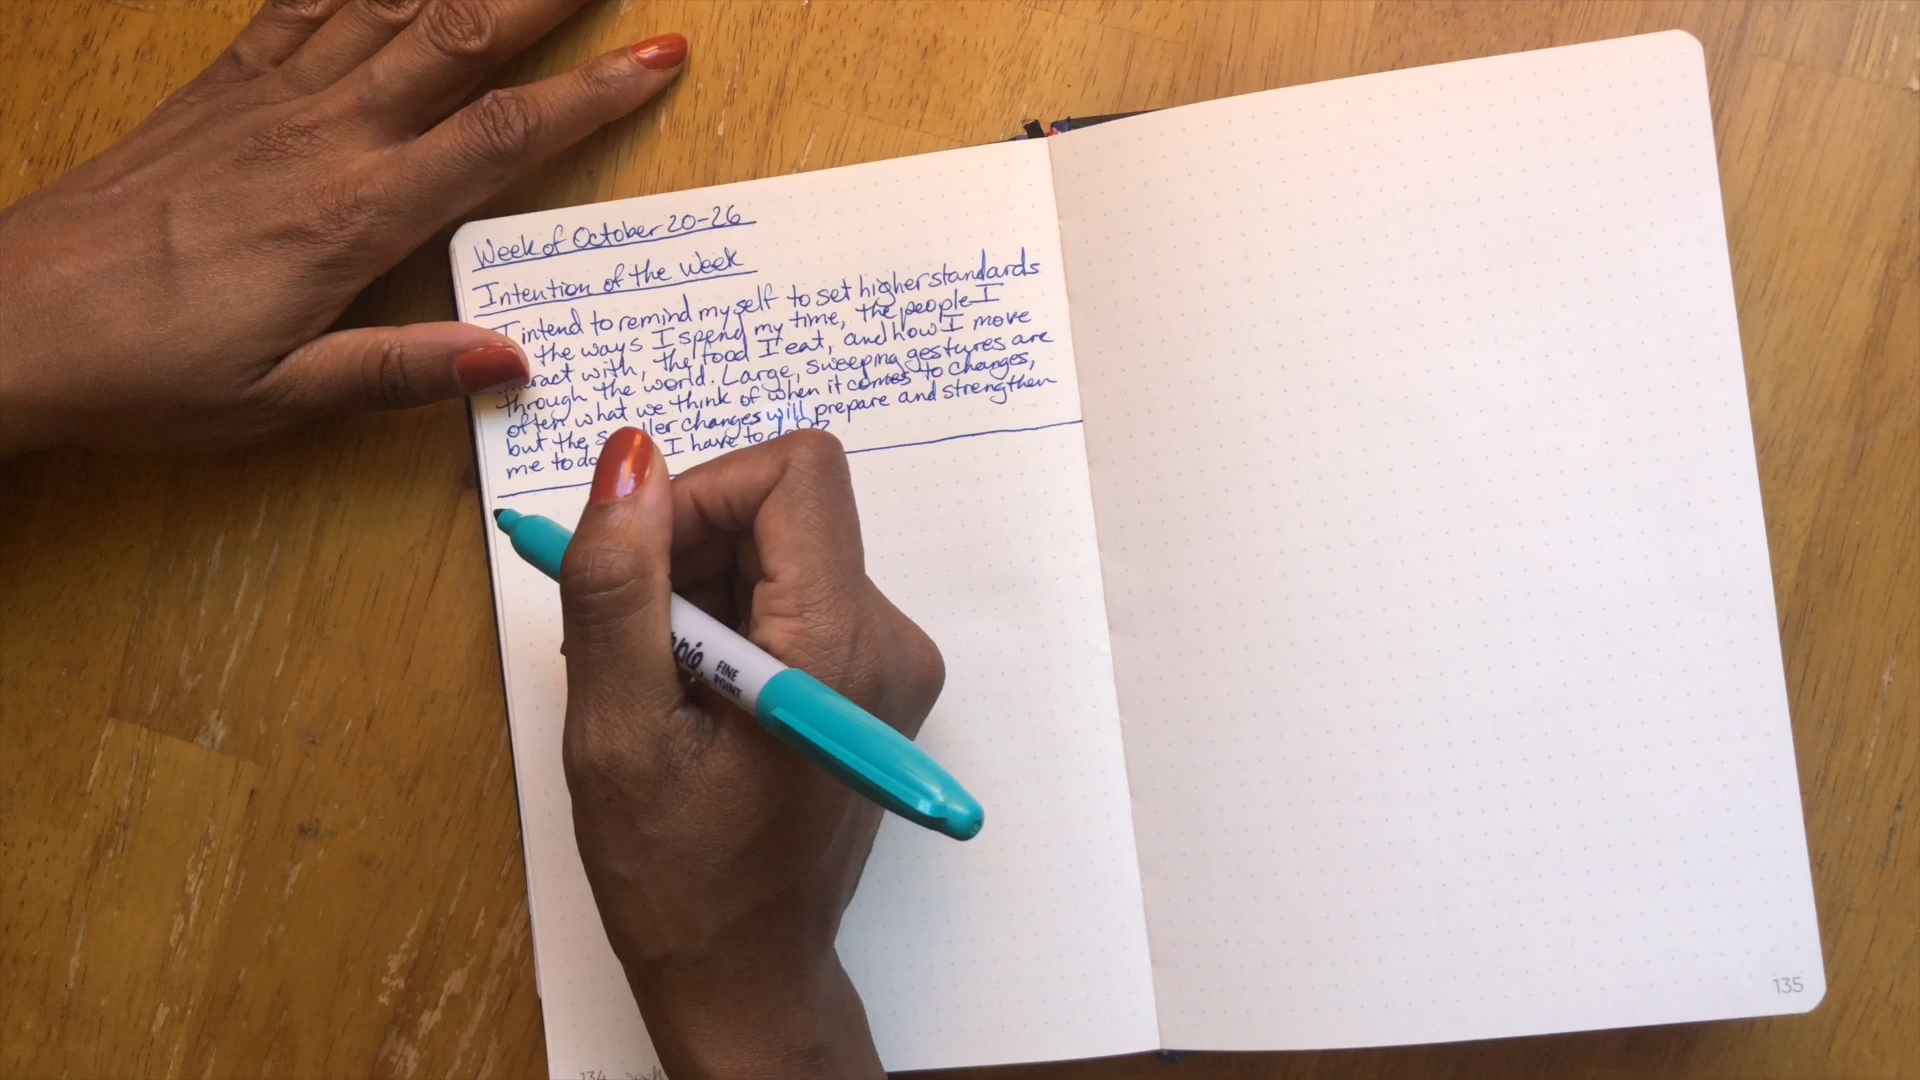 Week of October 20-26
Intention of the Week
I intend to remind myself to set higher standards
the ways I spend my time, the people I
eract with, the food I eat, and how I move
through the world. Large, sweeping gestures are
often what we think of when it comes to changes,
but the s ller changes will prepare and strengthen
me to do I have to do
ppie
FINE
POINT
134
135